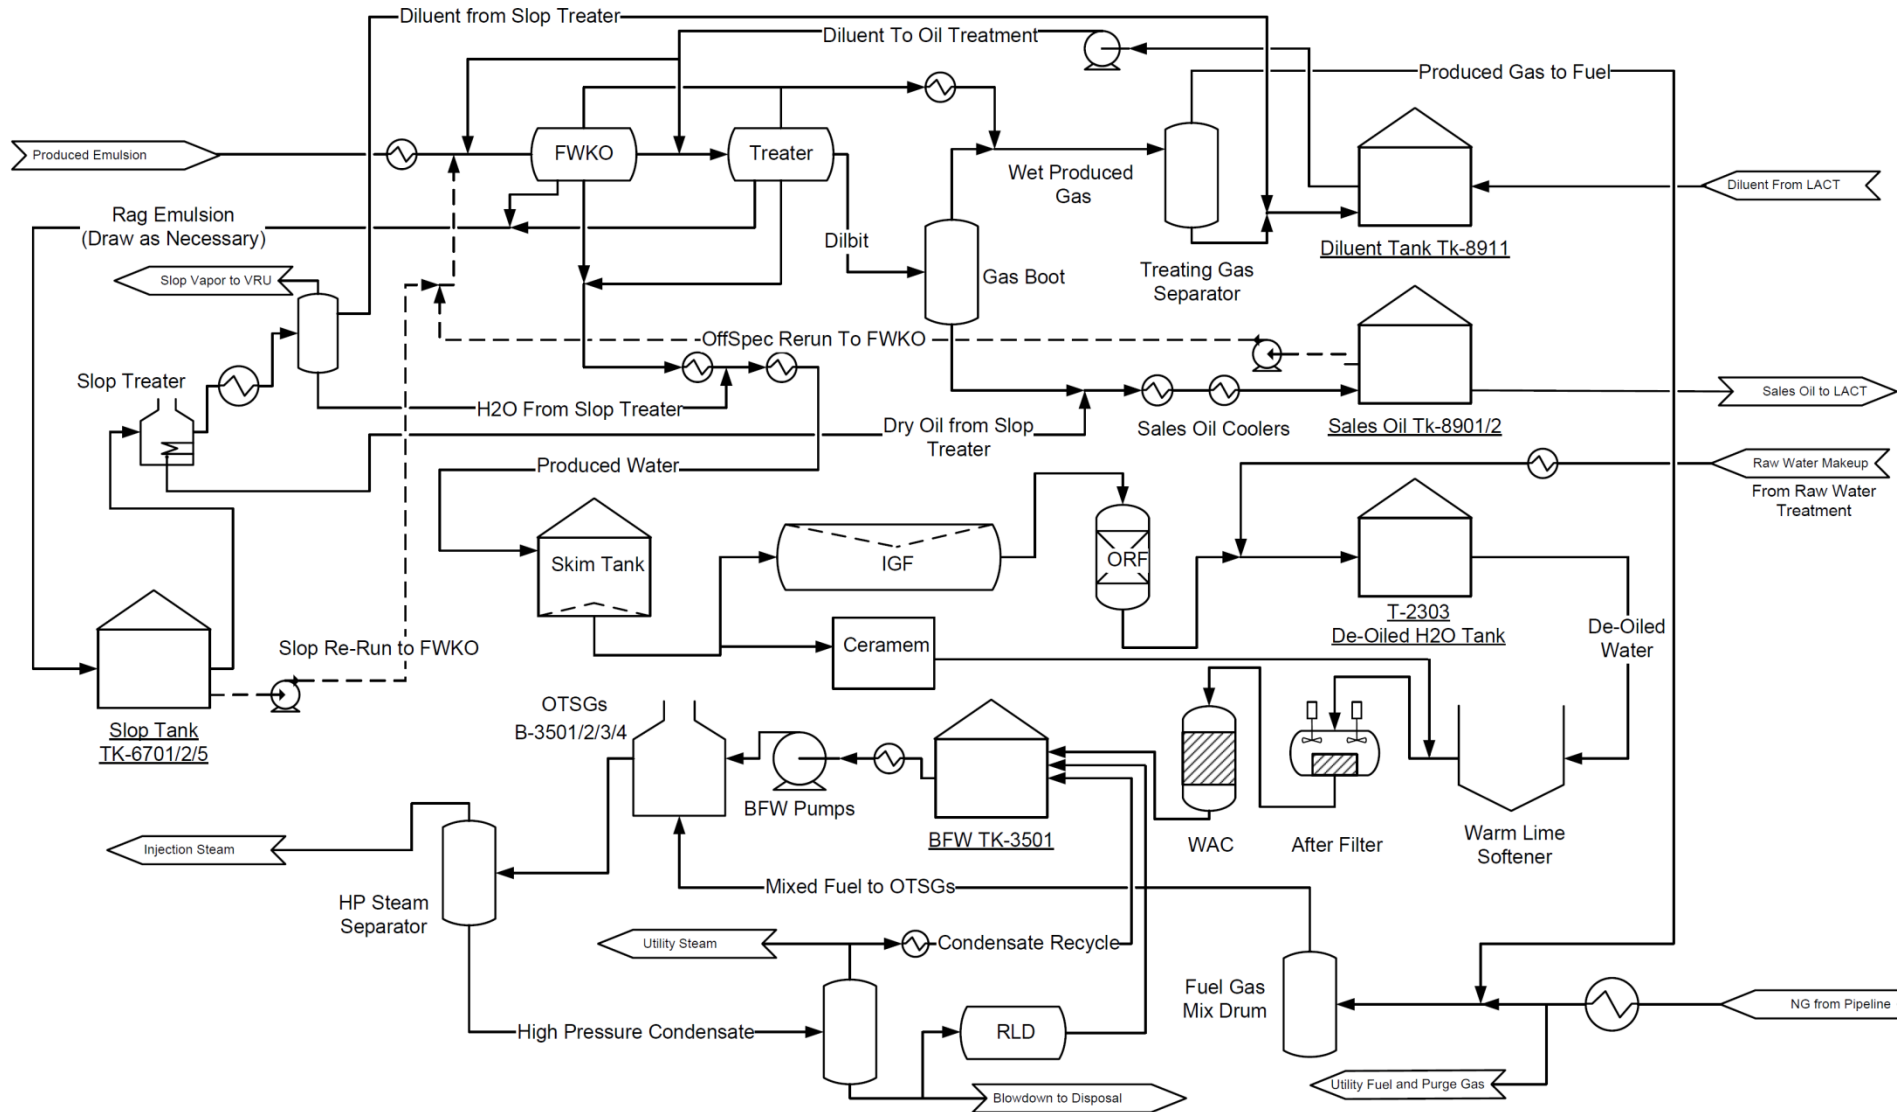 Diluent from Slop Treater
Diluent To Oil Treatment
Produced Gas to Fuel
Produced Emulsion
FWKO
Treater
Wet Produced
Gas
Diluent From LACT
Rag Emulsion
(Draw as Necessary)
Dilbit
Diluent Tank Tk-8911
Slop Vapor to VRU
Gas Boot
Treating Gas
Separator
OffSpec Rerun To FWKO
Slop Treater
H2O From Slop Treater
Dry Oil from Slop
Treater
Sales Oil Coolers
Sales Oil Tk-8901/2
Sales Oil to LACT
Produced Water
Raw Water Makeup
From Raw Water
Treatment
Skim Tank
IGF
ORF
T-2303
De-Oiled H2O Tank
De-Oiled
Water
Slop Re-Run to FWKO
Ceramem
Slop Tank
TK-6701/2/5
OTSGs
B-3501/2/3/4
BFW Pumps
BFW TK-3501
WAC
After Filter
Warm Lime
Softener
Injection Steam
HP Steam
Separator
Mixed Fuel to OTSGs
Utility Steam
Condensate Recycle
Fuel Gas
Mix Drum
NG from Pipeline
High Pressure Condensate
RLD
Utility Fuel and Purge Gas
Blowdown to Disposal